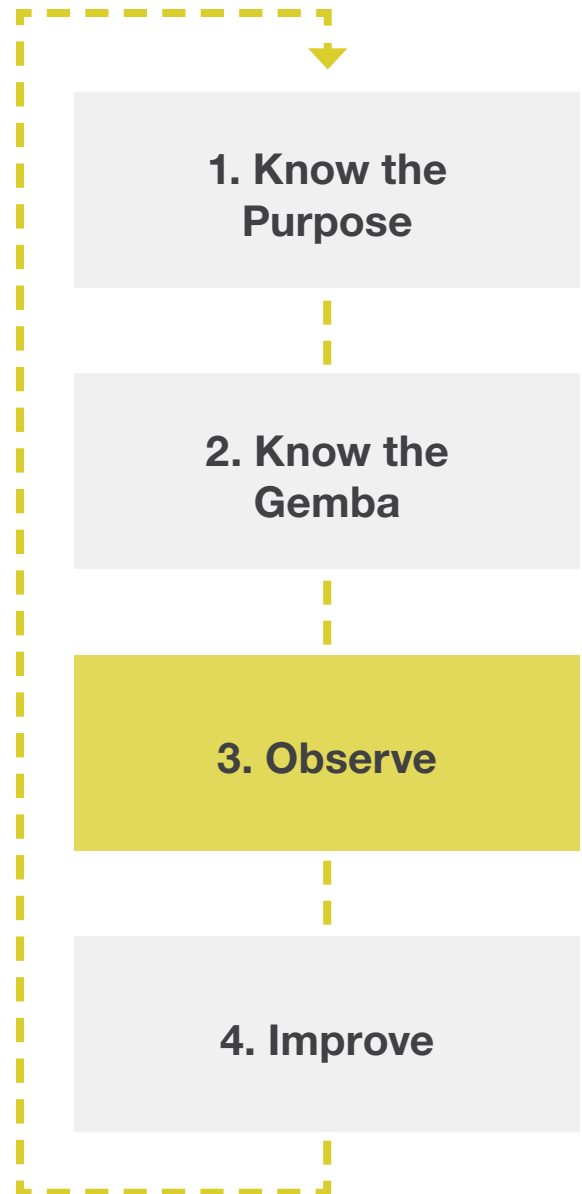 1. Know the
Purpose
2. Know the
Gemba
3. Observe
4. Improve